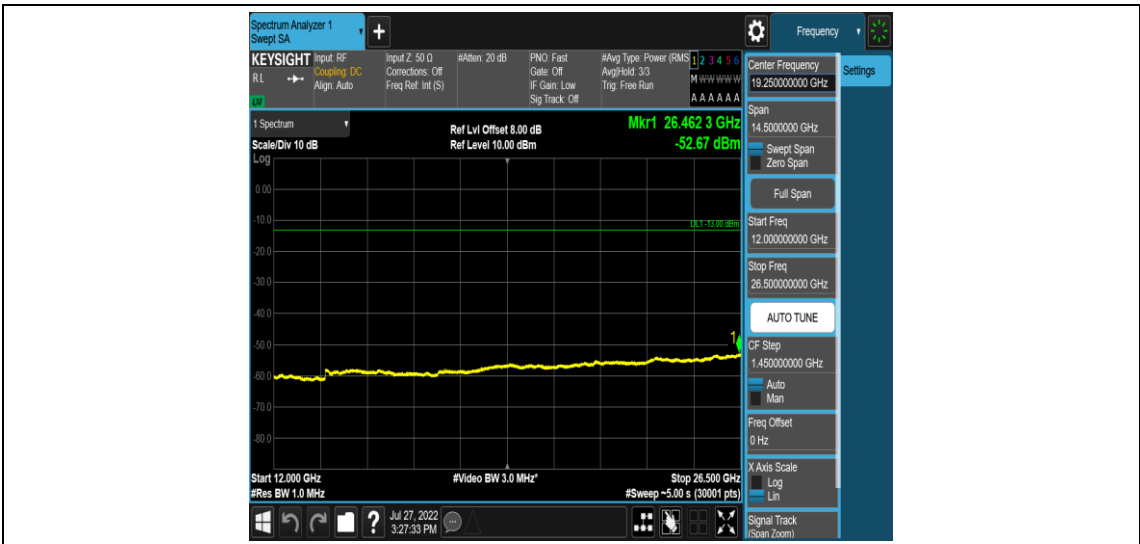 Spectrum Analyzer 1
Swept SA
+
Frequency
KEYSIGHT
RL
LNI
Input: RF
Coupling: DC
Align: Auto
Input Z: 50 Ω
Corrections: Off
Freq Ref: Int (S)
#Atten: 20 dB
PNO: Fast
Gate: Off
IF Gain: Low
Sig Track: Off
#Avg Type: Power (RMS
Avg|Hold: 3/3
Trig: Free Run
1 2 3 4 5 6
M W W W W W
A A A A A A
1 Spectrum
Scale/Div 10 dB
Log
Ref Lvl Offset 8.00 dB
Ref Level 10.00 dBm
Mkr1 26.462 3 GHz
-52.67 dBm
0.00
-10.0
DL1 -13.00 dBm
-20.0
-30.0
-40.0
1
-50.0
-60.0
-70.0
-80.0
Start 12.000 GHz
#Video BW 3.0 MHz*
Stop 26.500 GHz
#Res BW 1.0 MHz
#Sweep ~5.00 s (30001 pts)
?
Jul 27, 2022
3:27:33 PM
Center Frequency
19.250000000 GHz
Settings
Span
14.5000000 GHz
Swept Span
Zero Span
Full Span
Start Freq
12.000000000 GHz
Stop Freq
26.500000000 GHz
AUTO TUNE
CF Step
1.450000000 GHz
Auto
Man
Freq Offset
0 Hz
X Axis Scale
Log
Lin
Signal Track
(Span Zoom)